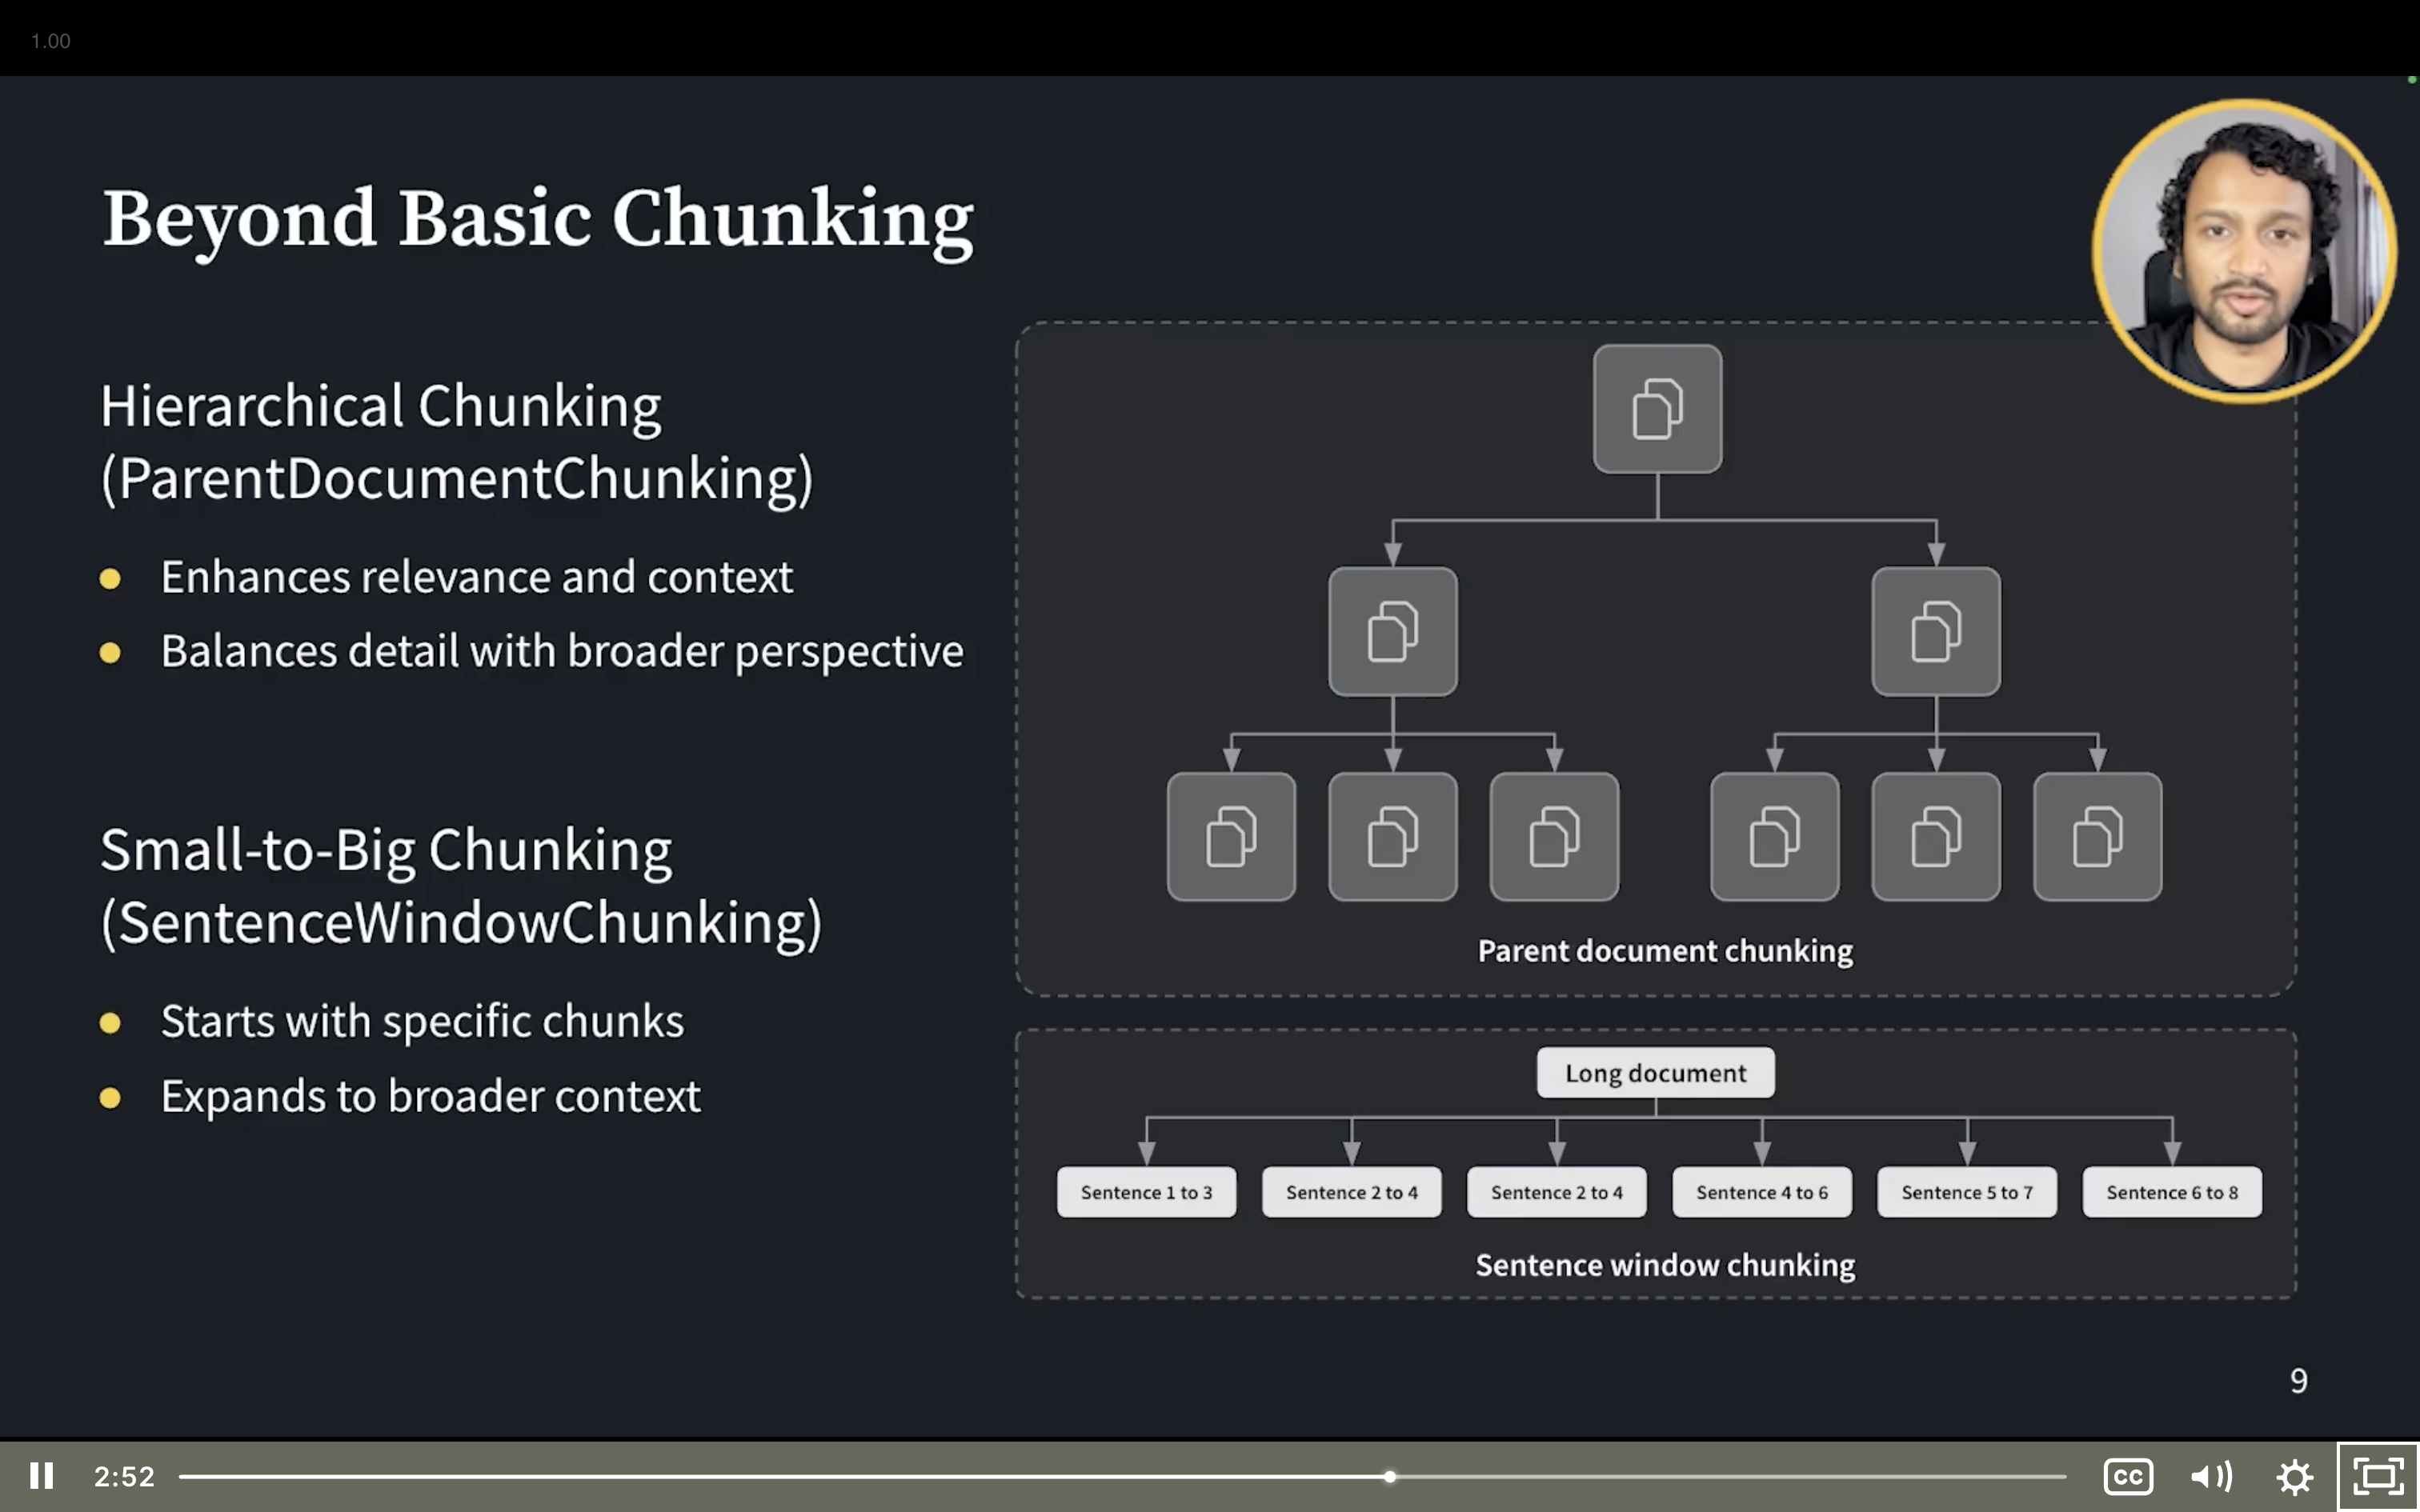 1.00
Beyond Basic Chunking
Hierarchical Chunking
(ParentDocumentChunking)
Enhances relevance and context
Balances detail with broader perspective
Small-to-Big Chunking
(SentenceWindowChunking)
Starts with specific chunks
Expands to broader context
Parent document chunking
Long document
Sentence 1 to 3
Sentence 2 to 4
Sentence 2 to 4
Sentence 4 to 6
Sentence 5 to 7
Sentence 6 to 8
Sentence window chunking
9
2:52
CC